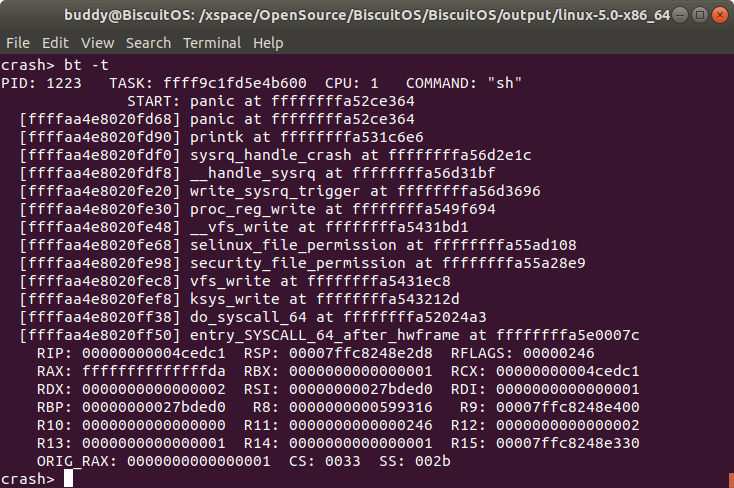 buddy@BiscuitOS: /xspace/OpenSource/BiscuitOS/BiscuitOS/output/linux-5.0-x86_64
File Edit View Search Terminal Help
crash> bt -t
PID: 1223   TASK: ffff9c1fd5e4b600  CPU: 1   COMMAND: "sh"
              START: panic at ffffffffa52ce364
  [ffffaa4e8020fd68] panic at ffffffffa52ce364
  [ffffaa4e8020fd90] printk at ffffffffa531c6e6
  [ffffaa4e8020fdf0] sysrq_handle_crash at ffffffffa56d2e1c
  [ffffaa4e8020fdf8] __handle_sysrq at ffffffffa56d31bf
  [ffffaa4e8020fe20] write_sysrq_trigger at ffffffffa56d3696
  [ffffaa4e8020fe30] proc_reg_write at ffffffffa549f694
  [ffffaa4e8020fe48] __vfs_write at ffffffffa5431bd1
  [ffffaa4e8020fe68] selinux_file_permission at ffffffffa55ad108
  [ffffaa4e8020fe98] security_file_permission at ffffffffa55a28e9
  [ffffaa4e8020fec8] vfs_write at ffffffffa5431ec8
  [ffffaa4e8020fef8] ksys_write at ffffffffa543212d
  [ffffaa4e8020ff38] do_syscall_64 at ffffffffa52024a3
  [ffffaa4e8020ff50] entry_SYSCALL_64_after_hwframe at ffffffffa5e0007c
    RIP: 00000000004cedc1  RSP: 00007ffc8248e2d8  RFLAGS: 00000246
    RAX: ffffffffffffffda  RBX: 0000000000000001  RCX: 00000000004cedc1
    RDX: 0000000000000002  RSI: 00000000027bded0  RDI: 0000000000000001
    RBP: 00000000027bded0   R8: 0000000000599316   R9: 00007ffc8248e400
    R10: 0000000000000000  R11: 0000000000000246  R12: 0000000000000002
    R13: 0000000000000001  R14: 0000000000000001  R15: 00007ffc8248e330
    ORIG_RAX: 0000000000000001  CS: 0033  SS: 002b
crash>